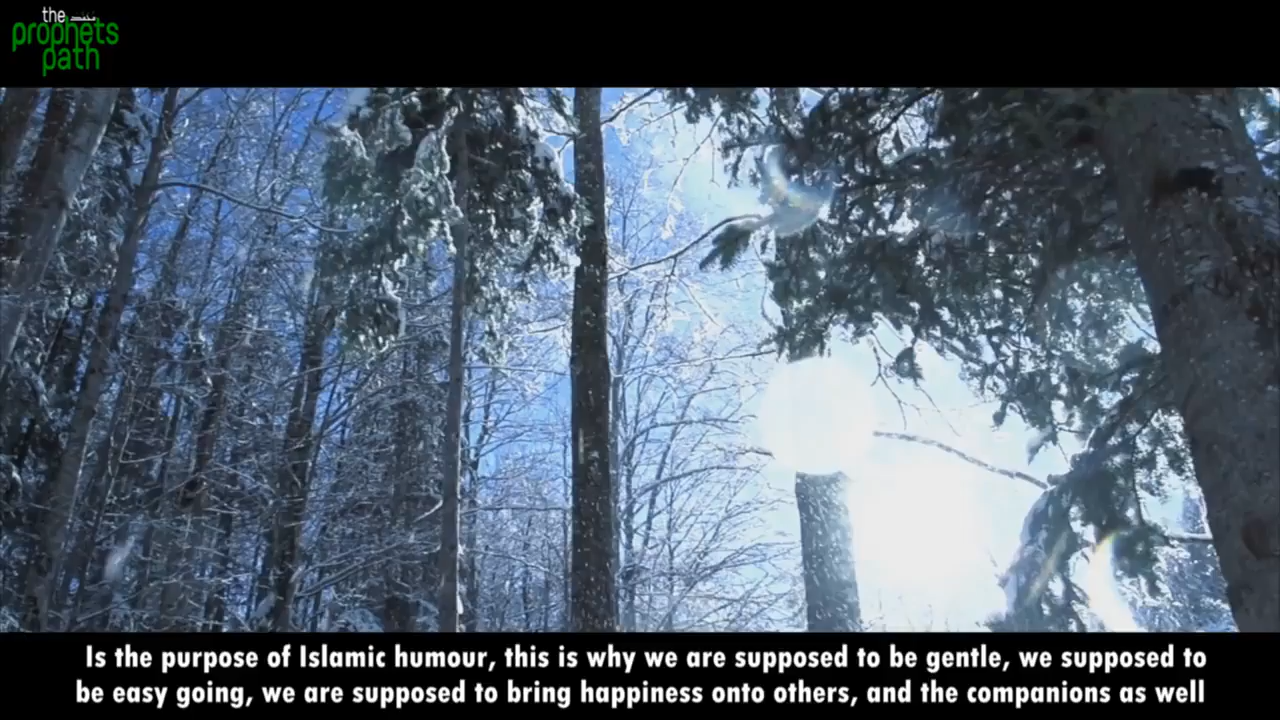 the
prophets
path
Is the purpose of Islamic humour, this is why we are supposed to be gentle, we supposed to
be easy going, we are supposed to bring happiness onto others, and the companions as well